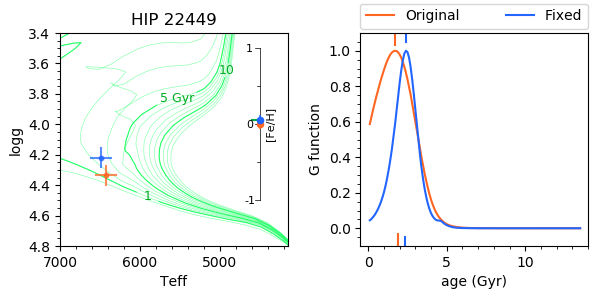 HIP 22449
Original
Fixed
logg
3.4
3.6
3.8
4.0
4.2
4.4
4.6
4.8
7000
6000
5000
Teff
5 Gyr
10
1
1
0
-1
[Fe/H]
G function
1.0
0.8
0.6
0.4
0.2
0.0
0
5
10
age (Gyr)